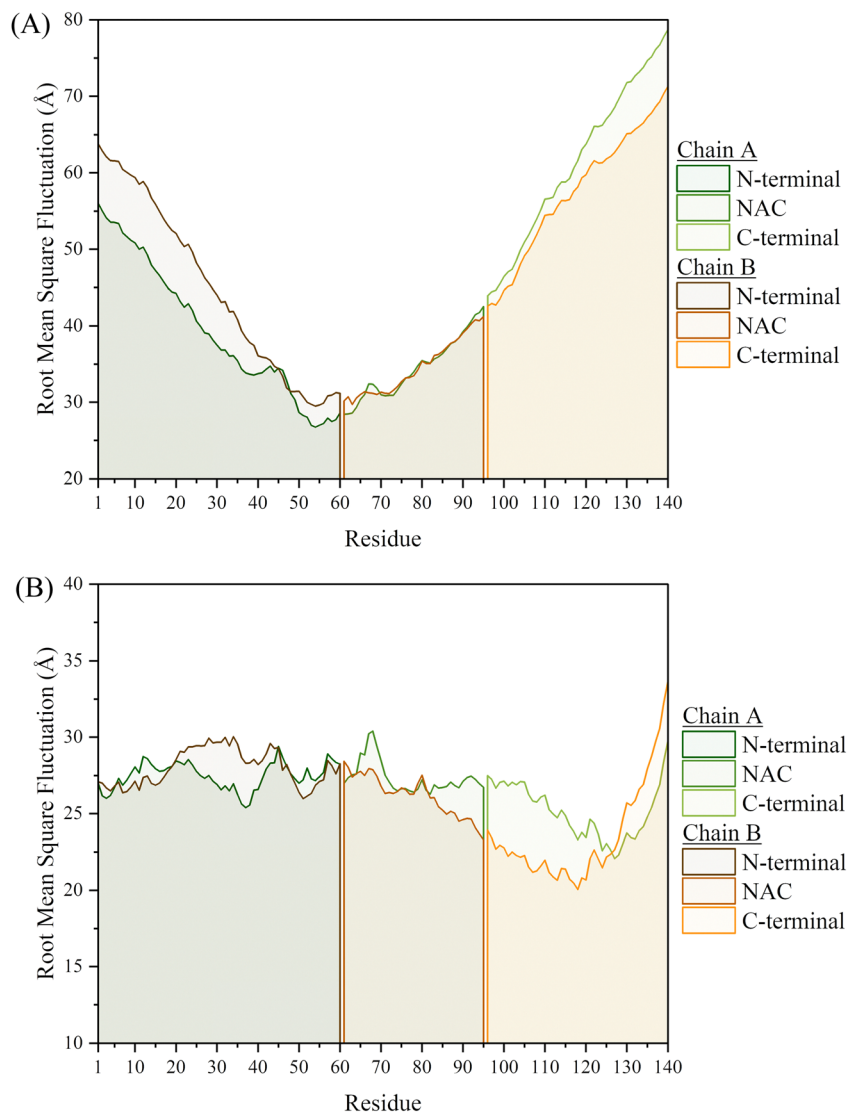 (A)
Root Mean Square Fluctuation (Å)
80
70
60
50
40
30
20
1 10 20 30 40 50 60 70 80 90 100 110 120 130 140
Residue
Chain A
N-terminal
NAC
C-terminal
Chain B
N-terminal
NAC
C-terminal
(B)
Root Mean Square Fluctuation (Å)
40
35
30
25
20
15
10
1 10 20 30 40 50 60 70 80 90 100 110 120 130 140
Residue
Chain A
N-terminal
NAC
C-terminal
Chain B
N-terminal
NAC
C-terminal